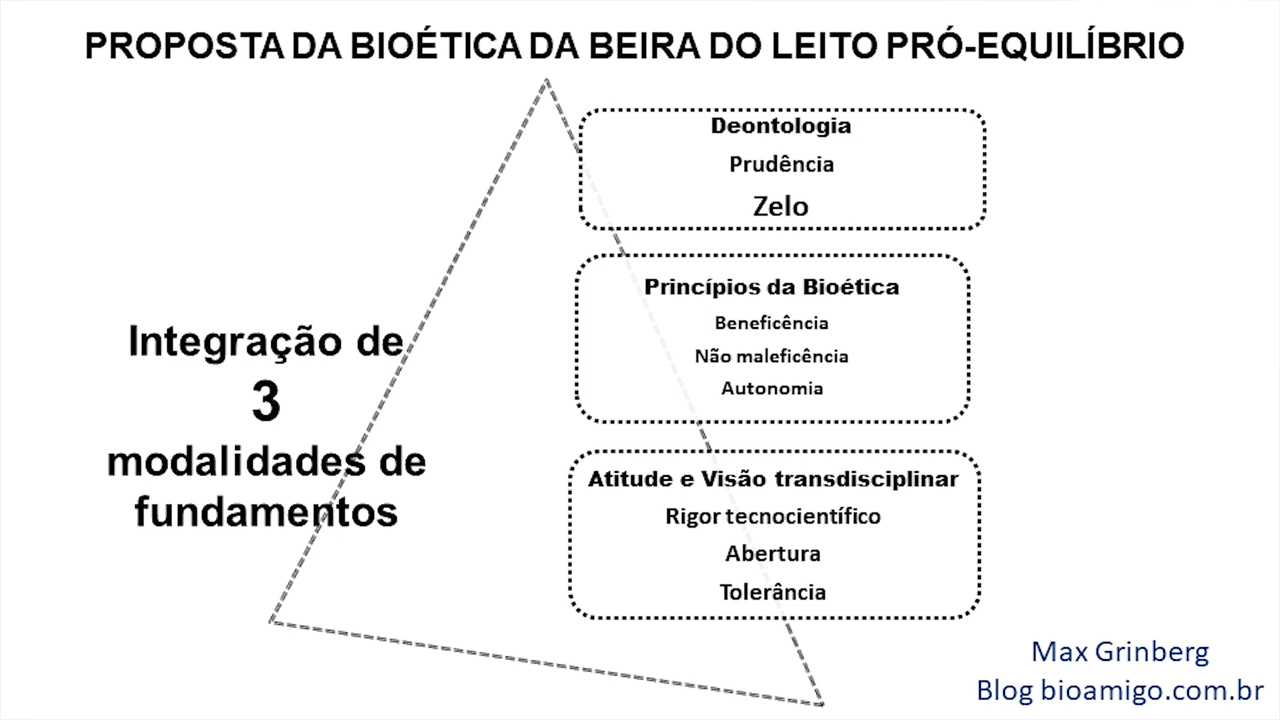 PROPOSTA DA BIOÉTICA DA BEIRA DO LEITO PRÓ-EQUILÍBRIO
Integração de
3
modalidades de
fundamentos
Deontologia
Prudência
Zelo
Princípios da Bioética
Beneficência
Não maleficência
Autonomia
Atitude e Visão transdisciplinar
Rigor tecnocientífico
Abertura
Tolerância
Max Grinberg
Blog bioamigo.com.br